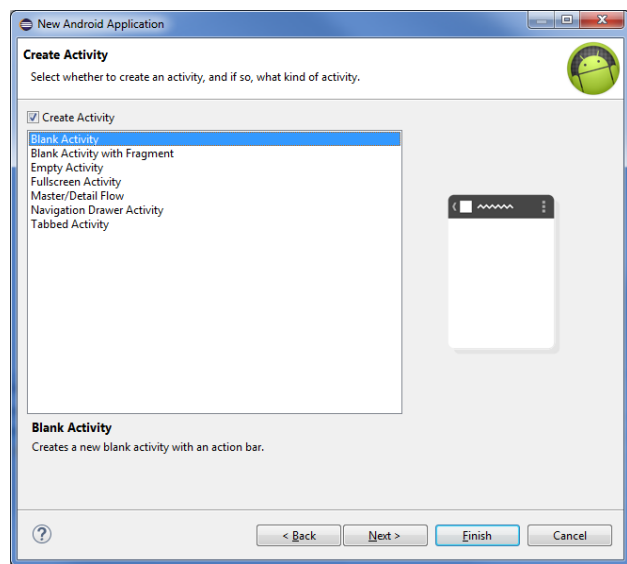 New Android Application
Create Activity
Select whether to create an activity, and if so, what kind of activity.
Create Activity
Blank Activity
Blank Activity with Fragment
Empty Activity
Fullscreen Activity
Master/Detail Flow
Navigation Drawer Activity
Tabbed Activity
Blank Activity
Creates a new blank activity with an action bar.
? < Back Next > Finish Cancel